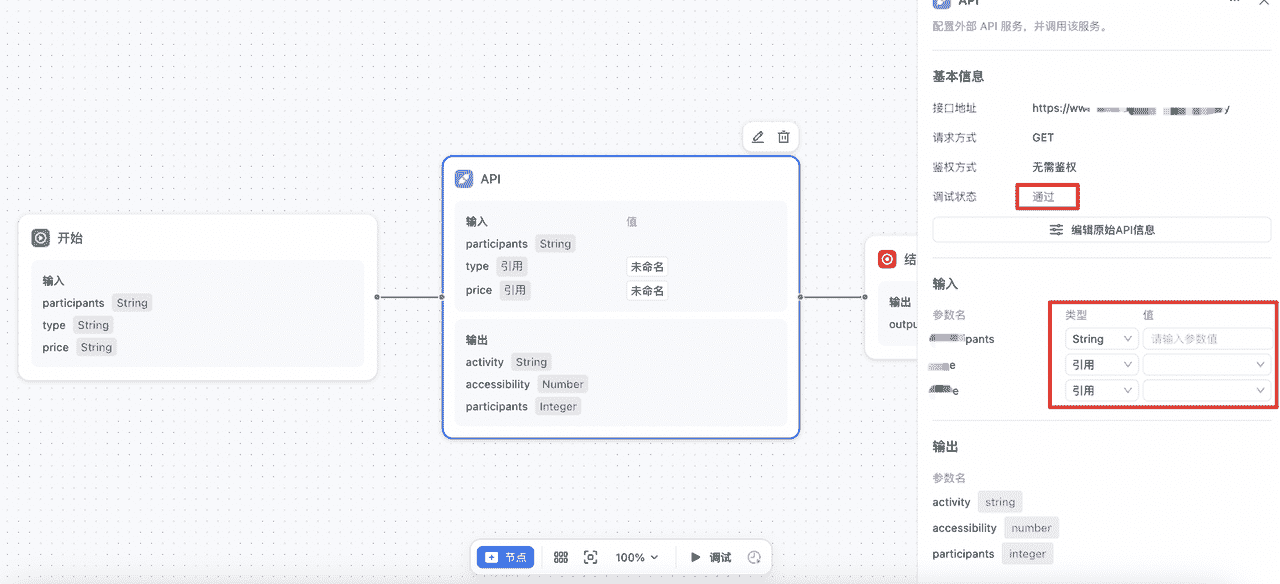 开始
输入
participants String
type String
price String
API
输入 值
participants String
type 引用 未命名
price 引用 未命名
输出
activity String
accessibility Number
participants Integer
结
输出
outpu
节点 100% 调试
API
配置外部 API 服务，并调用该服务。
基本信息
接口地址 https://ww
请求方式 GET
鉴权方式 无需鉴权
调试状态 通过
编辑原始API信息
输入
参数名 类型 值
pants String 请输入参数值
e 引用
e 引用
输出
参数名
activity string
accessibility number
participants integer